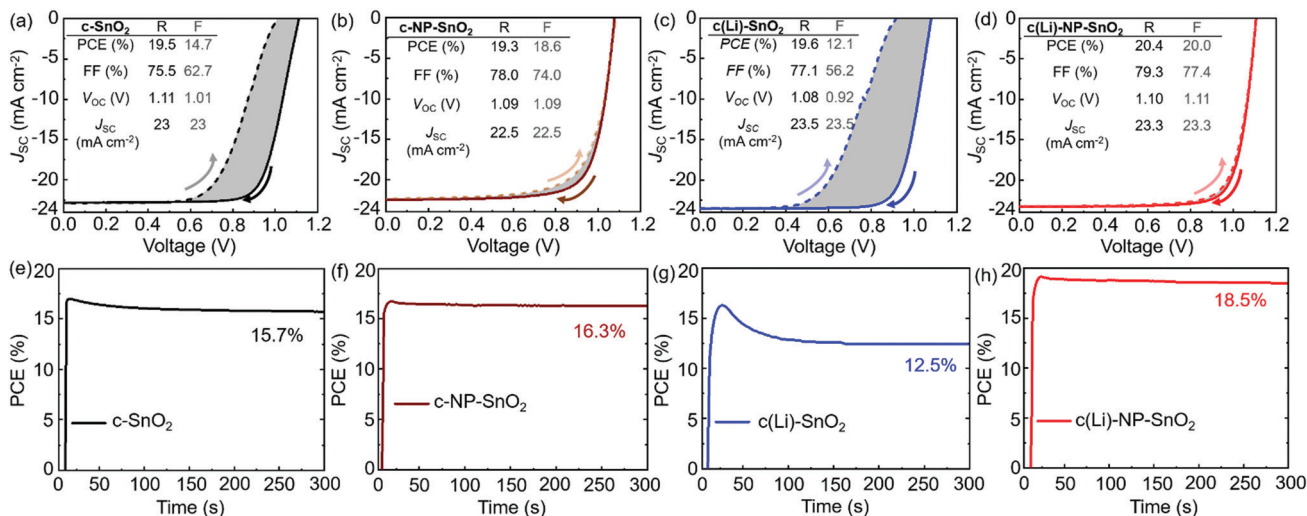 (a)
c-SnO₂ R F
PCE (%) 19.5 14.7
FF (%) 75.5 62.7
V_OC (V) 1.11 1.01
J_SC 23 23
(mA cm⁻²)
J_SC (mA cm⁻²)
0
-5
-10
-15
-20
-24
0.0 0.2 0.4 0.6 0.8 1.0 1.2
Voltage (V)
(b)
c-NP-SnO₂ R F
PCE (%) 19.3 18.6
FF (%) 78.0 74.0
V_OC (V) 1.09 1.09
J_SC 22.5 22.5
(mA cm⁻²)
J_SC (mA cm⁻²)
0
-5
-10
-15
-20
-24
0.0 0.2 0.4 0.6 0.8 1.0 1.2
Voltage (V)
(c)
c(Li)-SnO₂ R F
PCE (%) 19.6 12.1
FF (%) 77.1 56.2
V_OC (V) 1.08 0.92
J_SC 23.5 23.5
(mA cm⁻²)
J_SC (mA cm⁻²)
0
-5
-10
-15
-20
-24
0.0 0.2 0.4 0.6 0.8 1.0 1.2
Voltage (V)
(d)
c(Li)-NP-SnO₂ R F
PCE (%) 20.4 20.0
FF (%) 79.3 77.4
V_OC (V) 1.10 1.11
J_SC 23.3 23.3
(mA cm⁻²)
J_SC (mA cm⁻²)
0
-5
-10
-15
-20
-24
0.0 0.2 0.4 0.6 0.8 1.0 1.2
Voltage (V)
(e)
PCE (%)
20
15
10
5
0
15.7%
c-SnO₂
0 50 100 150 200 250 300
Time (s)
(f)
PCE (%)
20
15
10
5
0
16.3%
c-NP-SnO₂
0 50 100 150 200 250 300
Time (s)
(g)
PCE (%)
20
15
10
5
0
12.5%
c(Li)-SnO₂
0 50 100 150 200 250 300
Time (s)
(h)
PCE (%)
20
15
10
5
0
18.5%
c(Li)-NP-SnO₂
0 50 100 150 200 250 300
Time (s)